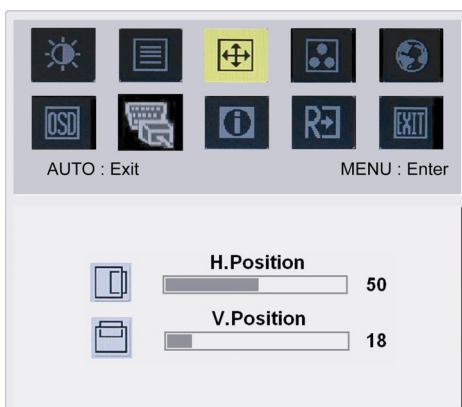 OSD i R EXIT
AUTO : Exit MENU : Enter
H.Position
50
V.Position
18